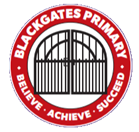 BLACKGATES PRIMARY
BELIEVE · ACHIEVE · SUCCEED